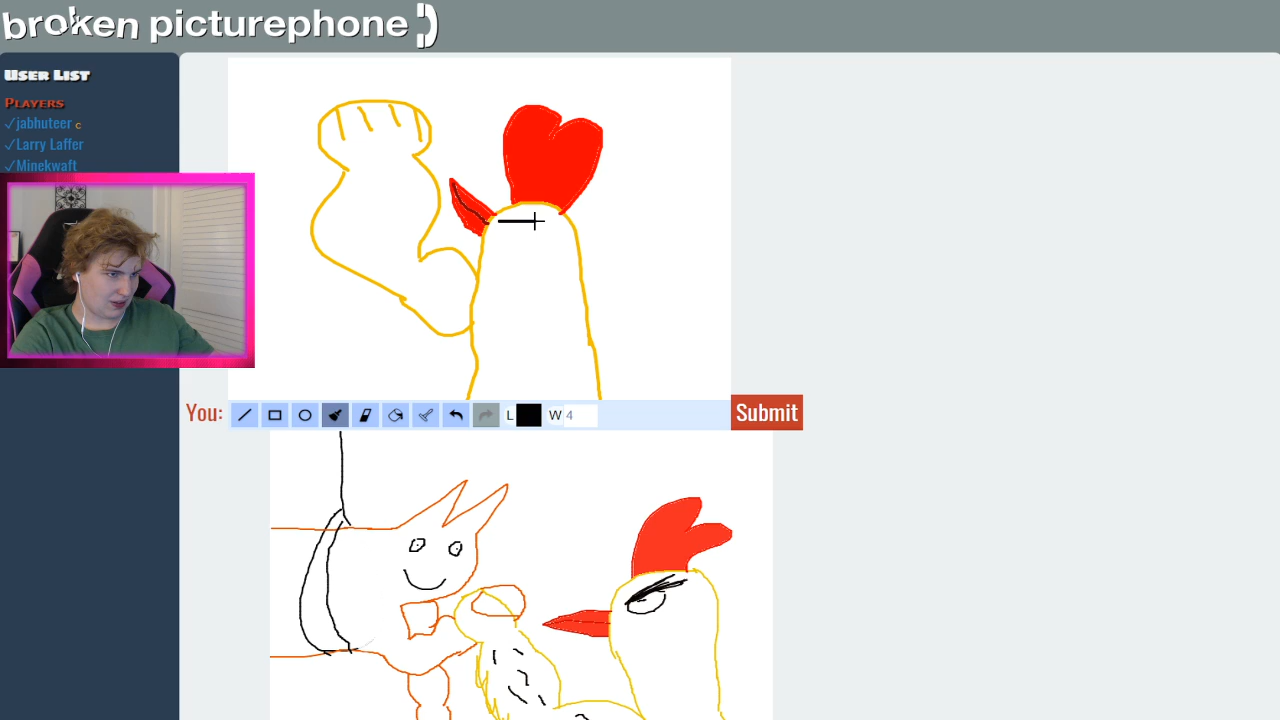 broken picturephone
User List
Players
✓jabhuteer c
✓Larry Laffer
✓Minekwaft
You:
L
W 4
Submit